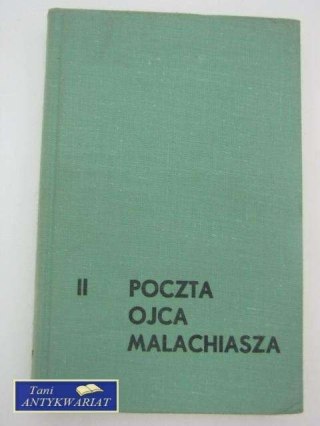 II POCZTA
OJCA
MALACHIASZA
Tani
ANTYKWARIAT